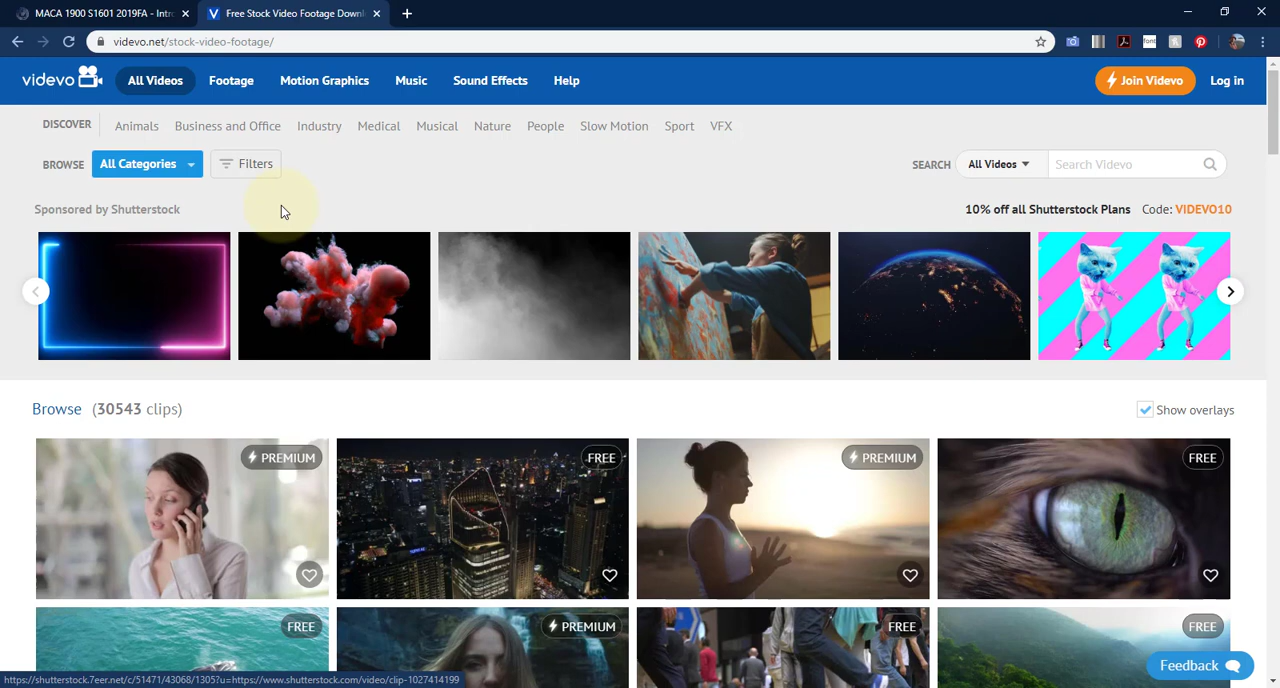 MACA 1900 S1601 2019FA - Intro
Free Stock Video Footage Downl
videvo.net/stock-video-footage/
videvo
All Videos
Footage
Motion Graphics
Music
Sound Effects
Help
Join Videvo
Log in
DISCOVER
Animals
Business and Office
Industry
Medical
Musical
Nature
People
Slow Motion
Sport
VFX
BROWSE
All Categories
Filters
SEARCH
All Videos
Search Videvo
Sponsored by Shutterstock
10% off all Shutterstock Plans Code: VIDEVO10
Browse (30543 clips)
Show overlays
PREMIUM
FREE
PREMIUM
FREE
FREE
PREMIUM
FREE
FREE
Feedback
https://shutterstock.7eer.net/c/51471/43068/1305?u=https://www.shutterstock.com/video/clip-1027414199